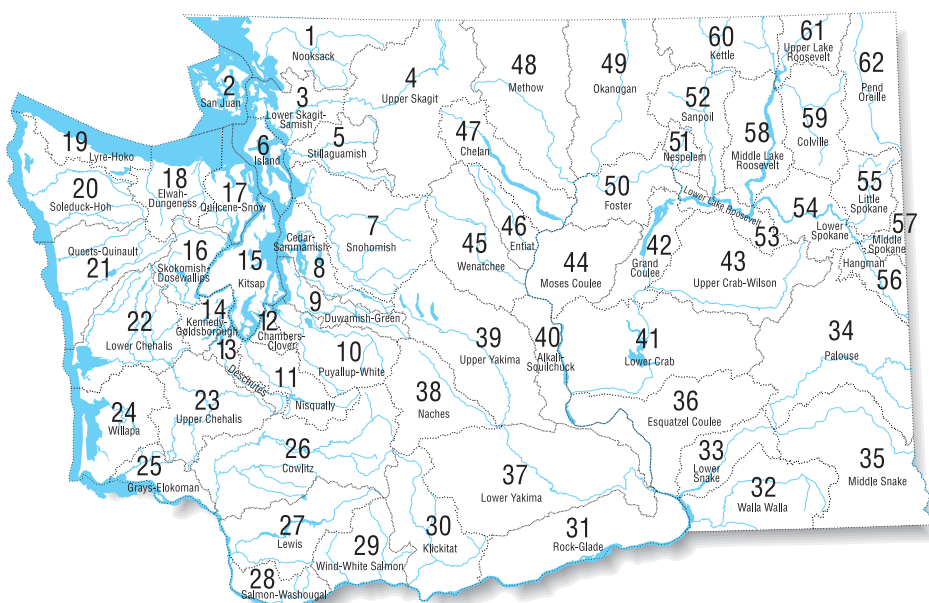 1
Nooksack
2
San Juan
3
Lower Skagit-
Samish
4
Upper Skagit
5
Stillaguamish
6
Island
7
Snohomish
Cedar-
Sammamish
8
9
Duwamish-Green
10
Puyallup-White
11
Nisqually
12
Chambers-
Clover
13
Deschutes
14
Kennedy-
Goldsborough
15
Kitsap
16
Skokomish-
Dosewallips
17
Quilcene-Snow
18
Elwah-
Dungeness
19
Lyre-Hoko
20
Soleduck-Hoh
Queets-Quinault
21
22
Lower Chehalis
23
Upper Chehalis
24
Willapa
25
Grays-Elokoman
26
Cowlitz
27
Lewis
28
Salmon-Washougal
29
Wind-White Salmon
30
Klickitat
31
Rock-Glade
32
Walla Walla
33
Lower
Snake
34
Palouse
35
Middle Snake
36
Esquatzel Coulee
37
Lower Yakima
38
Naches
39
Upper Yakima
40
Alkali-
Squilchuck
41
Lower Crab
42
Grand
Coulee
43
Upper Crab-Wilson
44
Moses Coulee
45
Wenatchee
46
Entiat
47
Chelan
48
Methow
49
Okanogan
50
Foster
51
Nespelem
52
Sanpoil
Lower Lake Roosevelt
53
54
Lower
Spokane
55
Little
Spokane
Hangman
56
57
Middle
Spokane
58
Middle Lake
Roosevelt
59
Colville
60
Kettle
61
Upper Lake
Roosevelt
62
Pend
Oreille